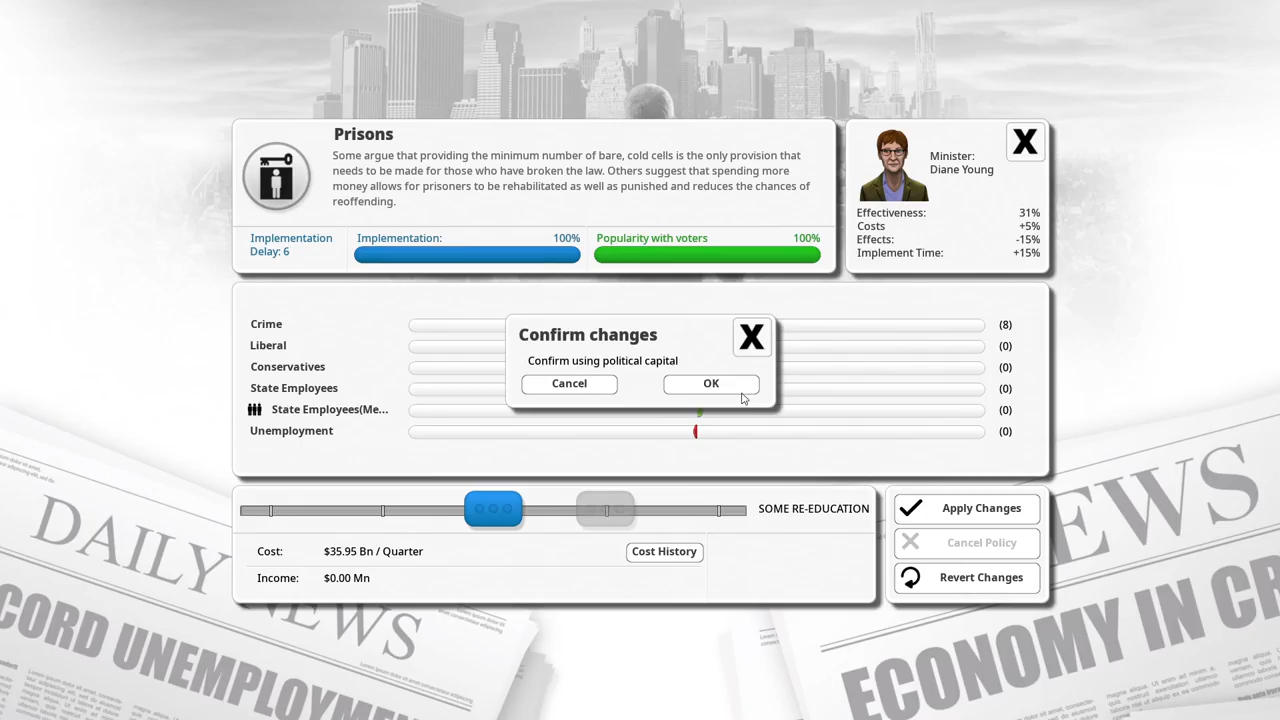 Prisons
Some argue that providing the minimum number of bare, cold cells is the only provision that
needs to be made for those who have broken the law. Others suggest that spending more
money allows for prisoners to be rehabilitated as well as punished and reduces the chances of
reoffending.
Implementation
Delay: 6
Implementation: 100%
Popularity with voters 100%
X
Minister:
Diane Young
Effectiveness: 31%
Costs +5%
Effects: -15%
Implement Time: +15%
Crime (8)
Liberal (0)
Conservatives (0)
State Employees (0)
State Employees(Me... (0)
Unemployment (0)
Confirm changes
X
Confirm using political capital
Cancel
OK
SOME RE-EDUCATION
Cost: $35.95 Bn / Quarter
Cost History
Income: $0.00 Mn
Apply Changes
Cancel Policy
Revert Changes
DAILY NEWS
CORD UNEMPLOYME
EWS
ECONOMY IN CR